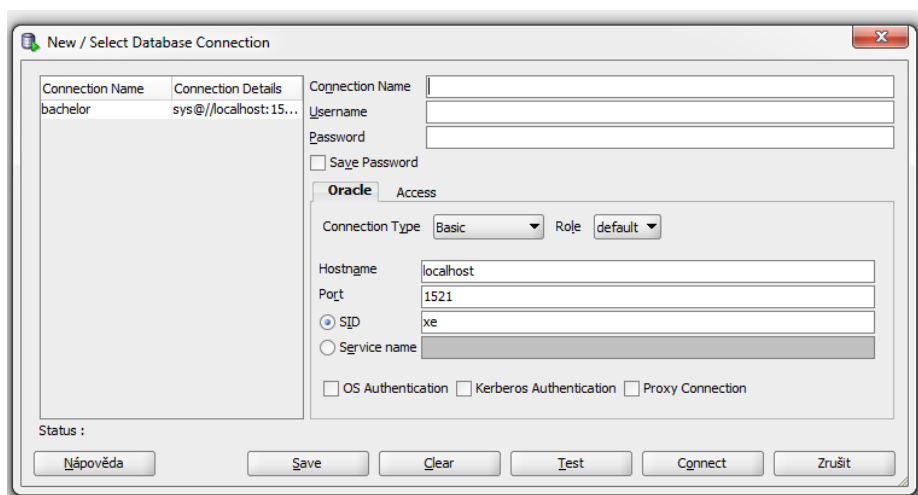 New / Select Database Connection
Connection Name Connection Details
bachelor sys@//localhost:15...
Connection Name
Username
Password
Save Password
Oracle Access
Connection Type Basic Role default
Hostname localhost
Port 1521
SID xe
Service name
OS Authentication Kerberos Authentication Proxy Connection
Status :
Nápověda Save Clear Test Connect Zrušit